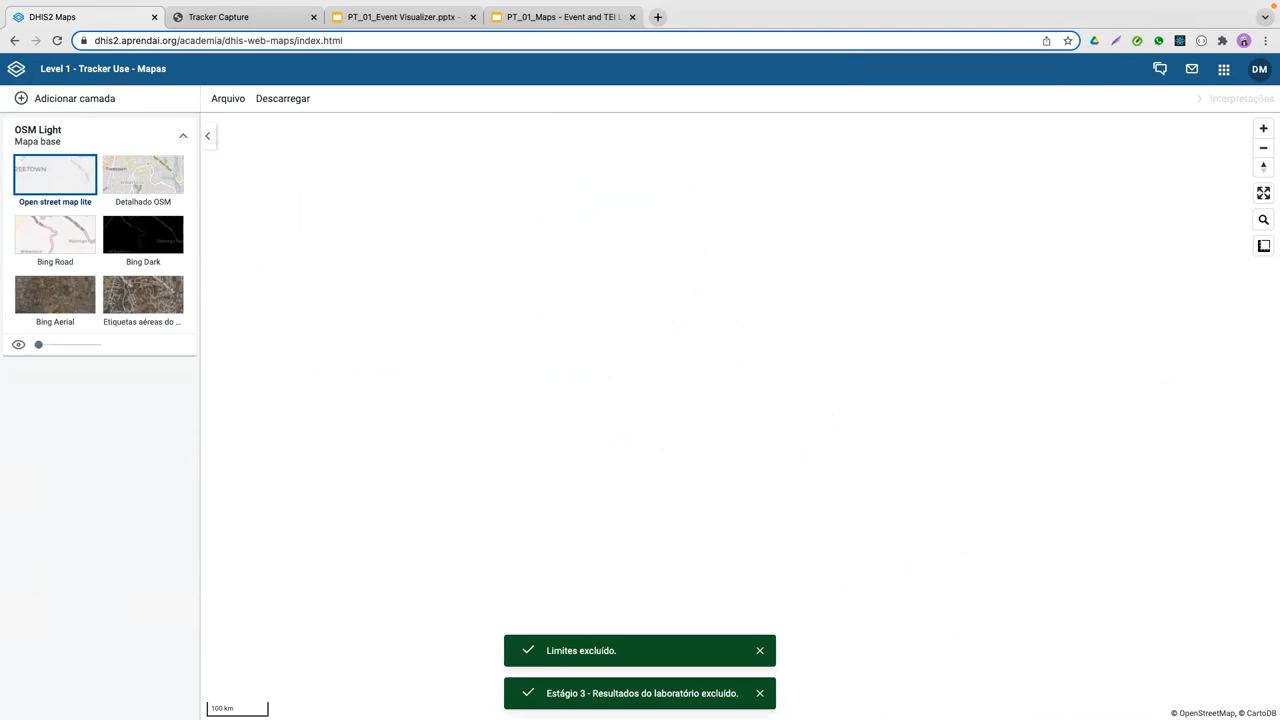 DHIS2 Maps
Tracker Capture
PT_01_Event Visualizer.pptx -
PT_01_Maps - Event and TEI L
dhis2.aprendai.org/academia/dhis-web-maps/index.html
Level 1 - Tracker Use - Mapas
DM
Adicionar camada
Arquivo Descarregar
Interpretações
OSM Light
Mapa base
REETOWN
Freetown
Open street map lite
Detalhado OSM
Bing Road
Bing Dark
Bing Aerial
Etiquetas aéreas do ...
Limites excluído.
Estágio 3 - Resultados do laboratório excluído.
100 km
© OpenStreetMap, © CartoDB